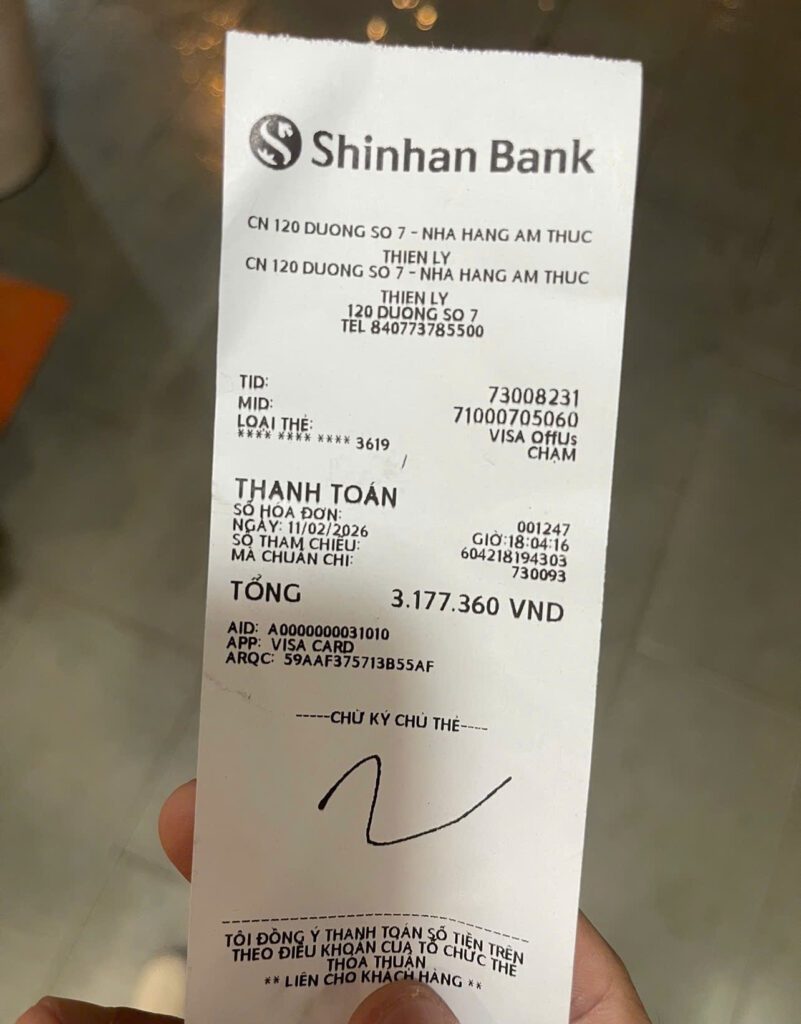 Shinhan Bank
CN 120 DUONG SO 7 - NHA HANG AM THUC
THIEN LY
CN 120 DUONG SO 7 - NHA HANG AM THUC
THIEN LY
120 DUONG SO 7
TEL 840773785500
TID: 73008231
MID: 71000705060
LOẠI THẺ: VISA OffUs
**** **** **** 3619 CHẠM
THANH TOÁN
SỐ HÓA ĐƠN: 001247
NGÀY: 11/02/2026 GIỜ:18:04:16
SỐ THAM CHIẾU: 604218194303
MÃ CHUẨN CHI: 730093
TỔNG 3.177.360 VND
AID: A0000000031010
APP: VISA CARD
ARQC: 59AAF375713B55AF
-----CHỮ KÝ CHỦ THẺ----
TÔI ĐỒNG Ý THANH TOÁN SỐ TIỀN TRÊN
THEO ĐIỀU KHOẢN CỦA TỔ CHỨC THẺ
THỎA THUẬN
** LIÊN CHO KHÁCH HÀNG **